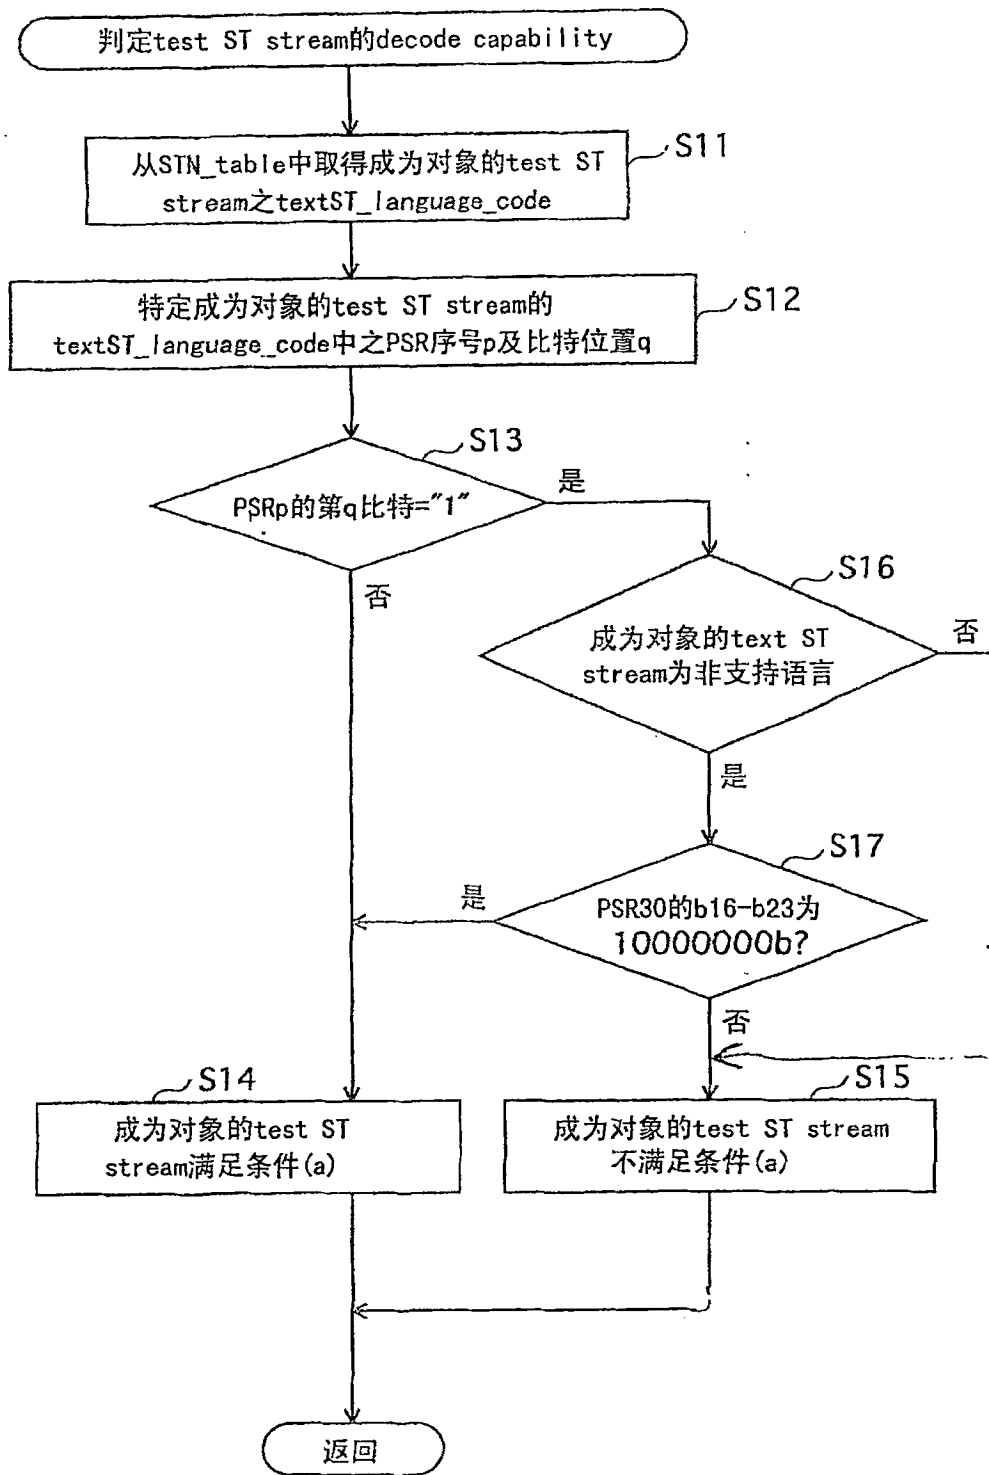 判定test ST stream的decode capability
S11
从STN_table中取得成为对象的test ST
stream之textST_language_code
S12
特定成为对象的test ST stream的
textST_language_code中之PSR序号p及比特位置q
S13
PSRp的第q比特="1"
是
否
S16
成为对象的text ST
stream为非支持语言
否
是
S17
PSR30的b16-b23为
10000000b?
是
否
S14
成为对象的test ST
stream满足条件(a)
S15
成为对象的test ST stream
不满足条件(a)
返回